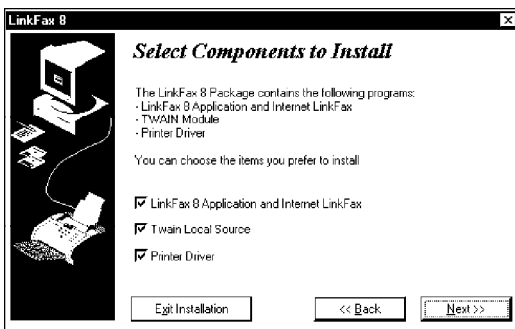 LinkFax 8
Select Components to Install
The LinkFax 8 Package contains the following programs:
- LinkFax 8 Application and Internet LinkFax
- TWAIN Module
- Printer Driver
You can choose the items you prefer to install
LinkFax 8 Application and Internet LinkFax
Twain Local Source
Printer Driver
Exit Installation
<< Back
Next >>